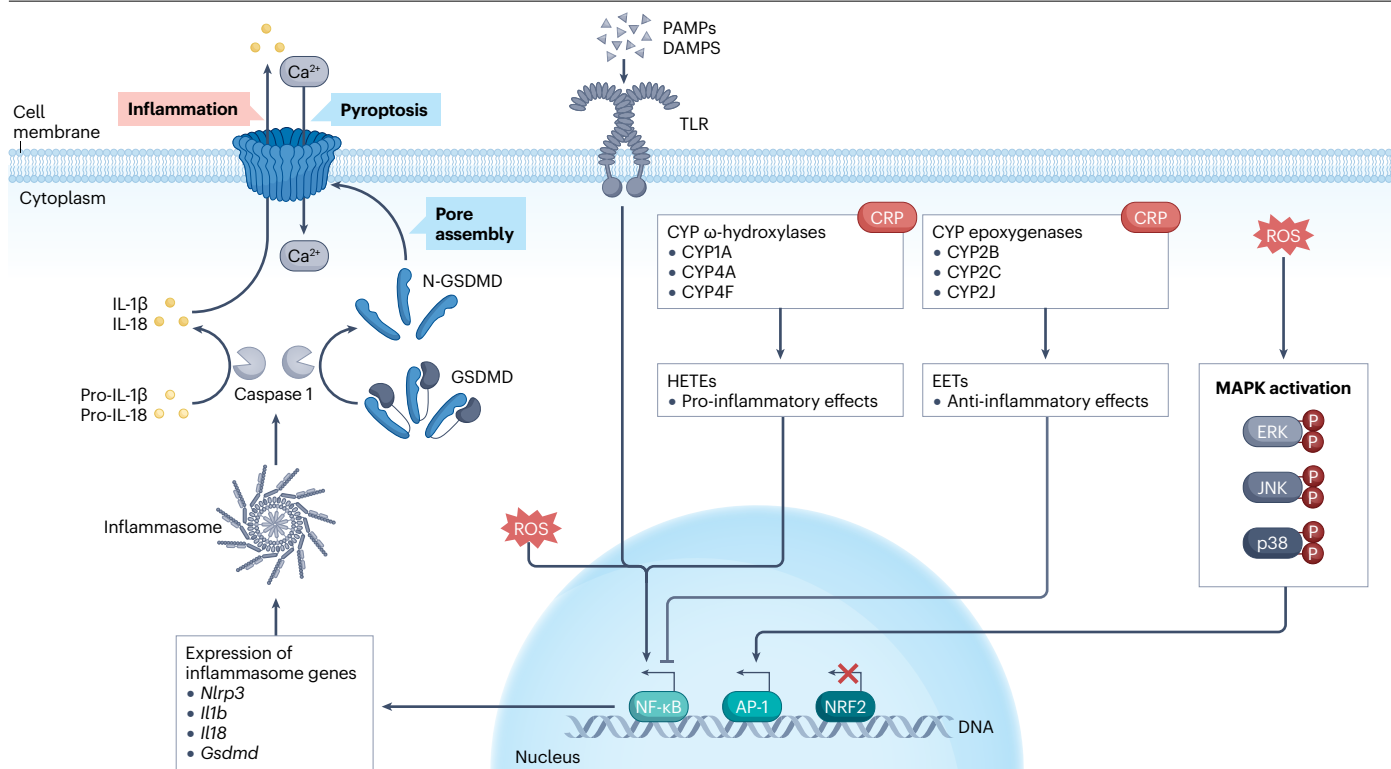 PAMPs
DAMPS
Ca²⁺
Inflammation
Pyroptosis
Cell
membrane
TLR
Cytoplasm
Pore
assembly
Ca²⁺
N-GSDMD
IL-1β
IL-18
GSDMD
Pro-IL-1β
Pro-IL-18
Caspase 1
Inflammasome
Expression of
inflammasome genes
• Nlrp3
• Il1b
• Il18
• Gsdmd
CRP
CYP ω-hydroxylases
• CYP1A
• CYP4A
• CYP4F
HETEs
• Pro-inflammatory effects
CRP
CYP epoxygenases
• CYP2B
• CYP2C
• CYP2J
EETs
• Anti-inflammatory effects
ROS
MAPK activation
ERK
P
P
JNK
P
P
p38
P
P
ROS
NF-κB
AP-1
NRF2
DNA
Nucleus